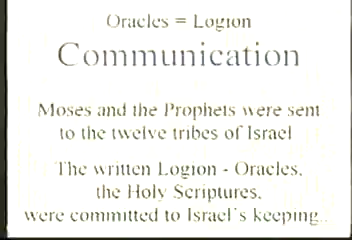 Oracles = Logion
Communication
Moses and the Prophets were sent
to the twelve tribes of Israel
The written Logion - Oracles,
the Holy Scriptures,
were committed to Israel's keeping..